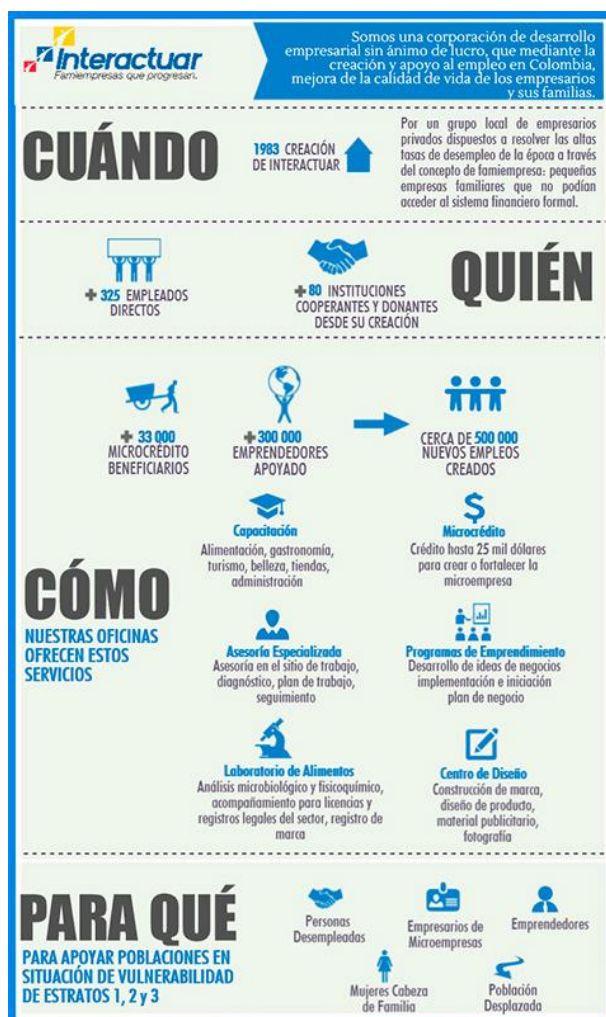 Interactuar
Famiempresas que progresan.
Somos una corporación de desarrollo
empresarial sin ánimo de lucro, que mediante la
creación y apoyo al empleo en Colombia,
mejora de la calidad de vida de los empresarios
y sus familias.
CUÁNDO
1983 CREACIÓN
DE INTERACTUAR
Por un grupo local de empresarios
privados dispuestos a resolver las altas
tasas de desempleo de la época a través
del concepto de famiempresa: pequeñas
empresas familiares que no podían
acceder al sistema financiero formal.
+ 325 EMPLEADOS
DIRECTOS
+ 80 INSTITUCIONES
COOPERANTES Y DONANTES
DESDE SU CREACIÓN
QUIÉN
+ 33 000
MICROCRÉDITO
BENEFICIARIOS
+ 300 000
EMPRENDEDORES
APOYADO
CERCA DE 500 000
NUEVOS EMPLEOS
CREADOS
CÓMO
NUESTRAS OFICINAS
OFRECEN ESTOS
SERVICIOS
Capacitación
Alimentación, gastronomía,
turismo, belleza, tiendas,
administración
$
Microcrédito
Crédito hasta 25 mil dólares
para crear o fortalecer la
microempresa
Asesoría Especializada
Asesoría en el sitio de trabajo,
diagnóstico, plan de trabajo,
seguimiento
Programas de Emprendimiento
Desarrollo de ideas de negocios
implementación e iniciación
plan de negocio
Laboratorio de Alimentos
Análisis microbiológico y fisicoquímico,
acompañamiento para licencias y
registros legales del sector, registro de
marca
Centro de Diseño
Construcción de marca,
diseño de producto,
material publicitario,
fotografía
PARA QUÉ
PARA APOYAR POBLACIONES EN
SITUACIÓN DE VULNERABILIDAD
DE ESTRATOS 1, 2 y 3
Personas
Desempleadas
Empresarios de
Microempresas
Emprendedores
Mujeres Cabeza
de Familia
Población
Desplazada